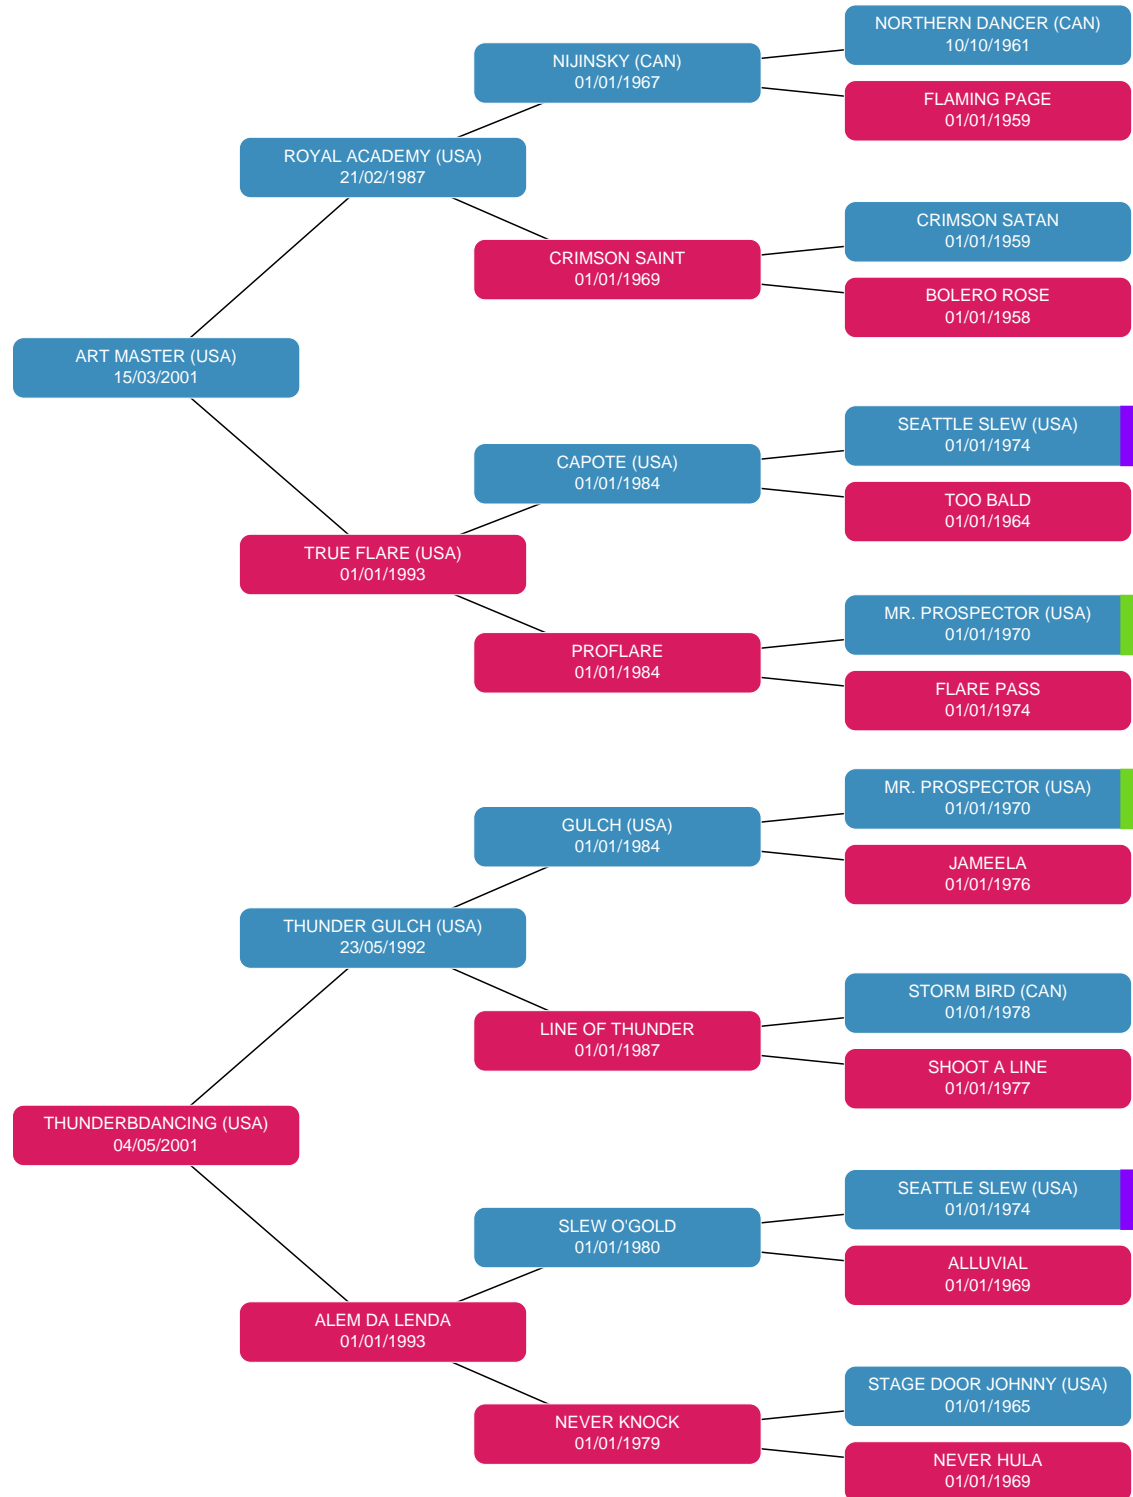 NORTHERN DANCER (CAN)
10/10/1961
NIJINSKY (CAN)
01/01/1967
FLAMING PAGE
01/01/1959
ROYAL ACADEMY (USA)
21/02/1987
CRIMSON SATAN
01/01/1959
CRIMSON SAINT
01/01/1969
BOLERO ROSE
01/01/1958
ART MASTER (USA)
15/03/2001
SEATTLE SLEW (USA)
01/01/1974
CAPOTE (USA)
01/01/1984
TOO BALD
01/01/1964
TRUE FLARE (USA)
01/01/1993
MR. PROSPECTOR (USA)
01/01/1970
PROFLARE
01/01/1984
FLARE PASS
01/01/1974
MR. PROSPECTOR (USA)
01/01/1970
GULCH (USA)
01/01/1984
JAMEELA
01/01/1976
THUNDER GULCH (USA)
23/05/1992
STORM BIRD (CAN)
01/01/1978
LINE OF THUNDER
01/01/1987
SHOOT A LINE
01/01/1977
THUNDERBDANCING (USA)
04/05/2001
SEATTLE SLEW (USA)
01/01/1974
SLEW O'GOLD
01/01/1980
ALLUVIAL
01/01/1969
ALEM DA LENDA
01/01/1993
STAGE DOOR JOHNNY (USA)
01/01/1965
NEVER KNOCK
01/01/1979
NEVER HULA
01/01/1969